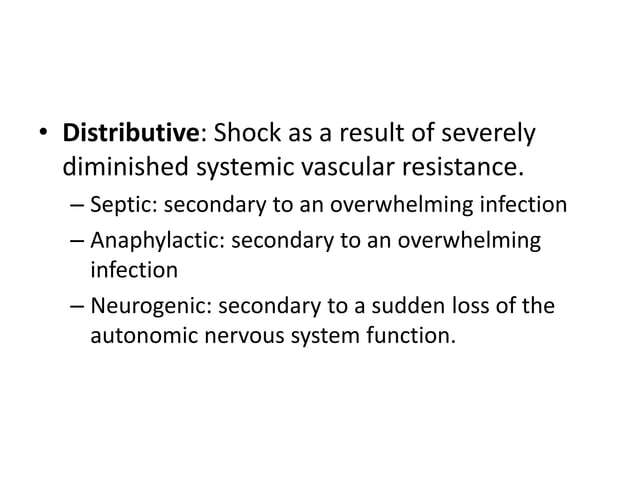 • Distributive: Shock as a result of severely
diminished systemic vascular resistance.
– Septic: secondary to an overwhelming infection
– Anaphylactic: secondary to an overwhelming
infection
– Neurogenic: secondary to a sudden loss of the
autonomic nervous system function.